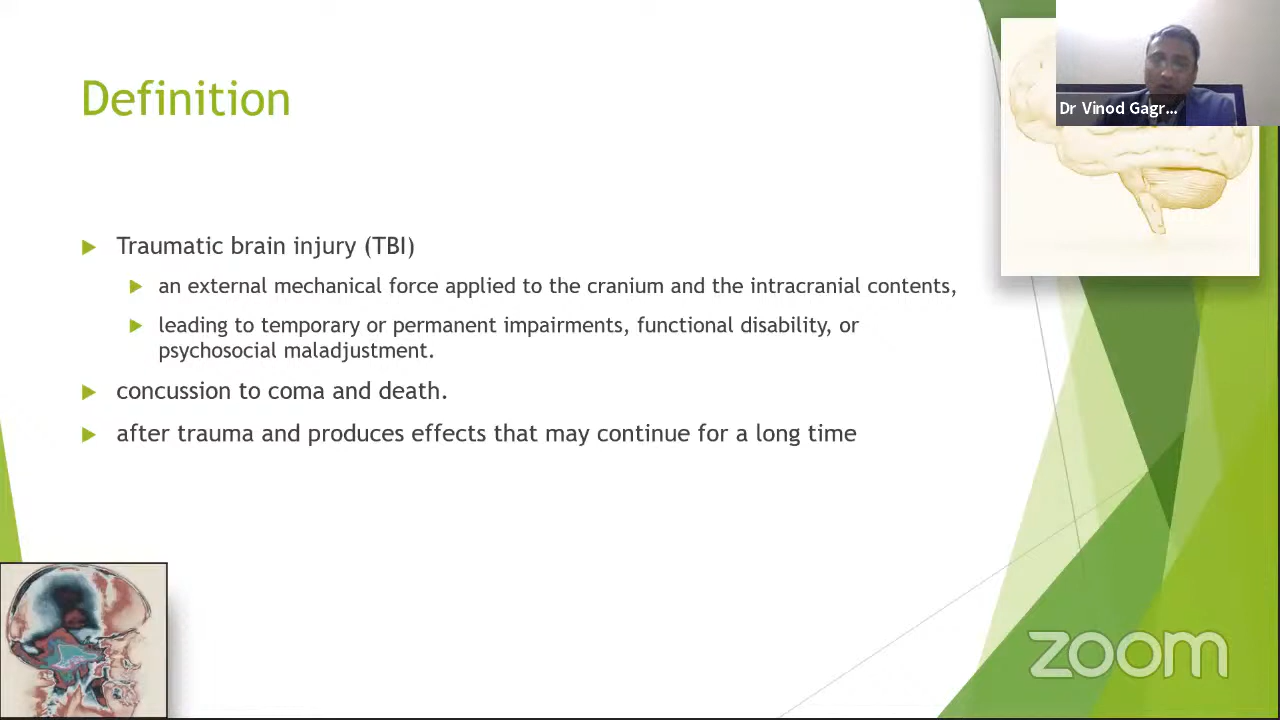 Definition
Traumatic brain injury (TBI)
an external mechanical force applied to the cranium and the intracranial contents,
leading to temporary or permanent impairments, functional disability, or
psychosocial maladjustment.
concussion to coma and death.
after trauma and produces effects that may continue for a long time
Dr Vinod Gagr...
zoom